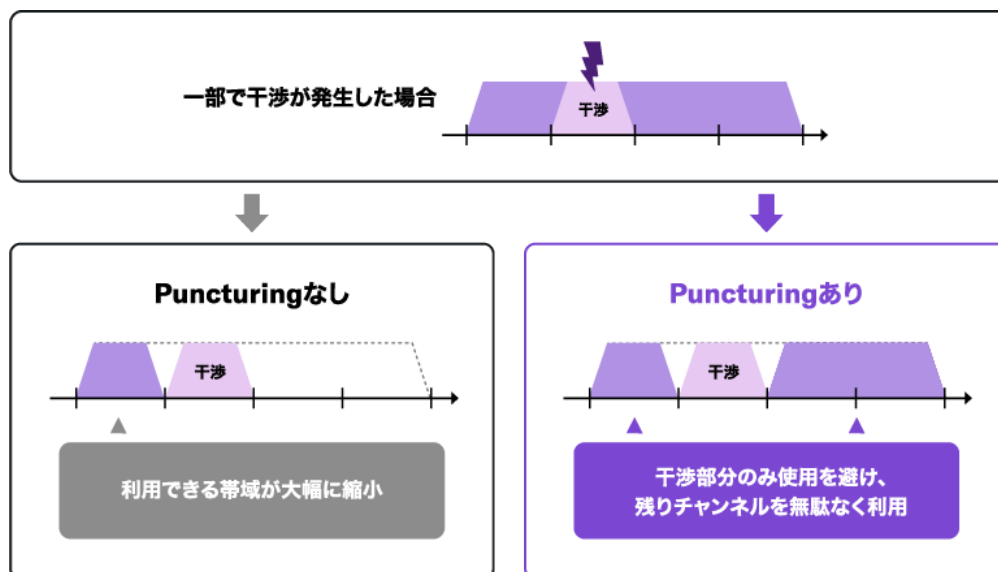 一部で干渉が発生した場合
干渉
Puncturingなし
干渉
利用できる帯域が大幅に縮小
Puncturingあり
干渉
干渉部分のみ使用を避け、
残りチャンネルを無駄なく利用